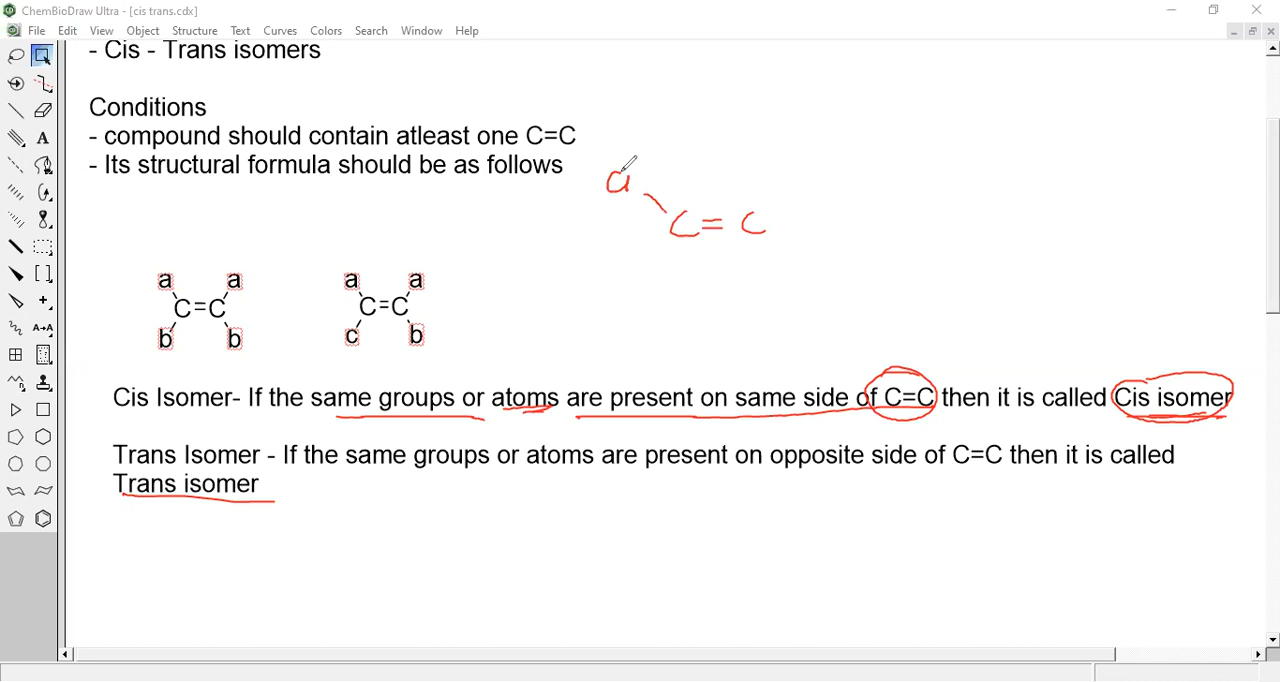 ChemBioDraw Ultra - [cis trans.cdx]
File Edit View Object Structure Text Curves Colors Search Window Help
- Cis - Trans isomers
Conditions
- compound should contain atleast one C=C
- Its structural formula should be as follows
a
C = C
a a a a
C=C C=C
b b c b
Cis Isomer- If the same groups or atoms are present on same side of C=C then it is called Cis isomer
Trans Isomer - If the same groups or atoms are present on opposite side of C=C then it is called
Trans isomer